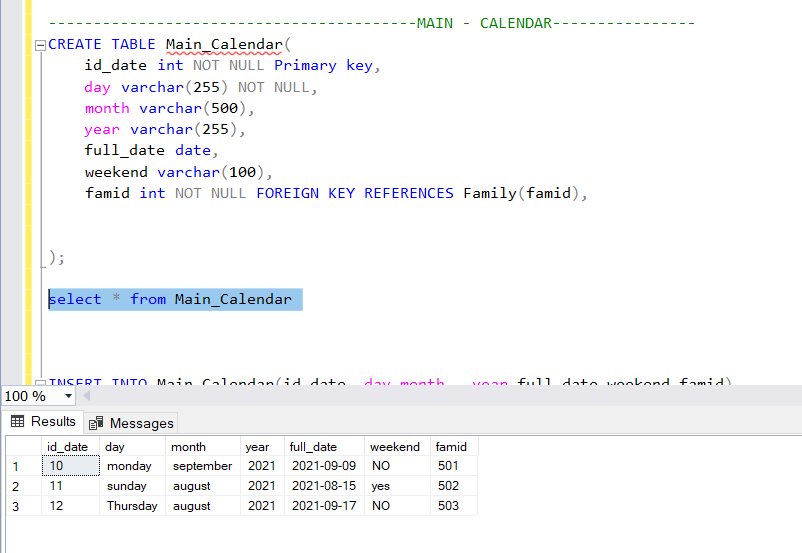 ----------------------------------------MAIN - CALENDAR----------------
CREATE TABLE Main_Calendar(
id_date int NOT NULL Primary key,
day varchar(255) NOT NULL,
month varchar(500),
year varchar(255),
full_date date,
weekend varchar(100),
famid int NOT NULL FOREIGN KEY REFERENCES Family(famid),
);
select * from Main_Calendar
INSERT INTO Main_Calendar(id_date, day,month, year,full_date,weekend,famid)
100 %
Results Messages
id_date day month year full_date weekend famid
1 10 monday september 2021 2021-09-09 NO 501
2 11 sunday august 2021 2021-08-15 yes 502
3 12 Thursday august 2021 2021-09-17 NO 503